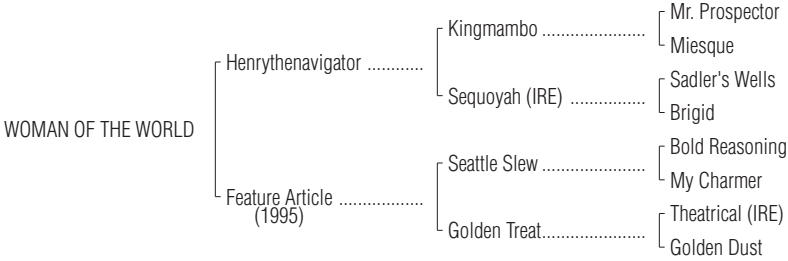 Mr. Prospector
Kingmambo ......................
Miesque
Henrythenavigator ............
Sadler's Wells
Sequoyah (IRE) ................
Brigid
WOMAN OF THE WORLD
Bold Reasoning
Seattle Slew ......................
My Charmer
Feature Article ..................
(1995)
Theatrical (IRE)
Golden Treat......................
Golden Dust